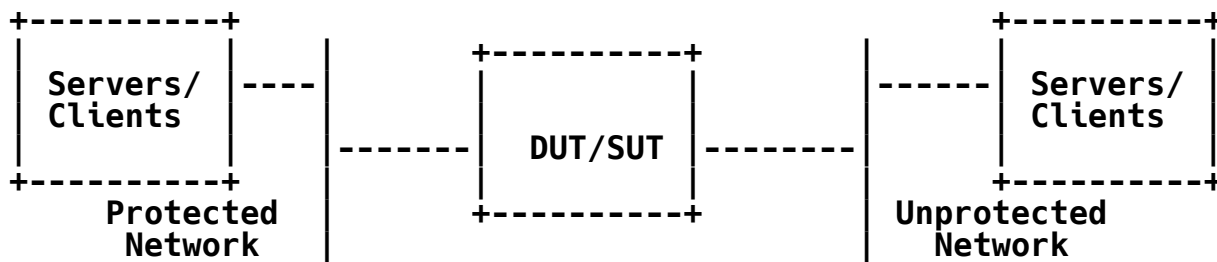 Servers/ Servers/
Clients Clients
DUT/SUT
Protected Unprotected
Network Network